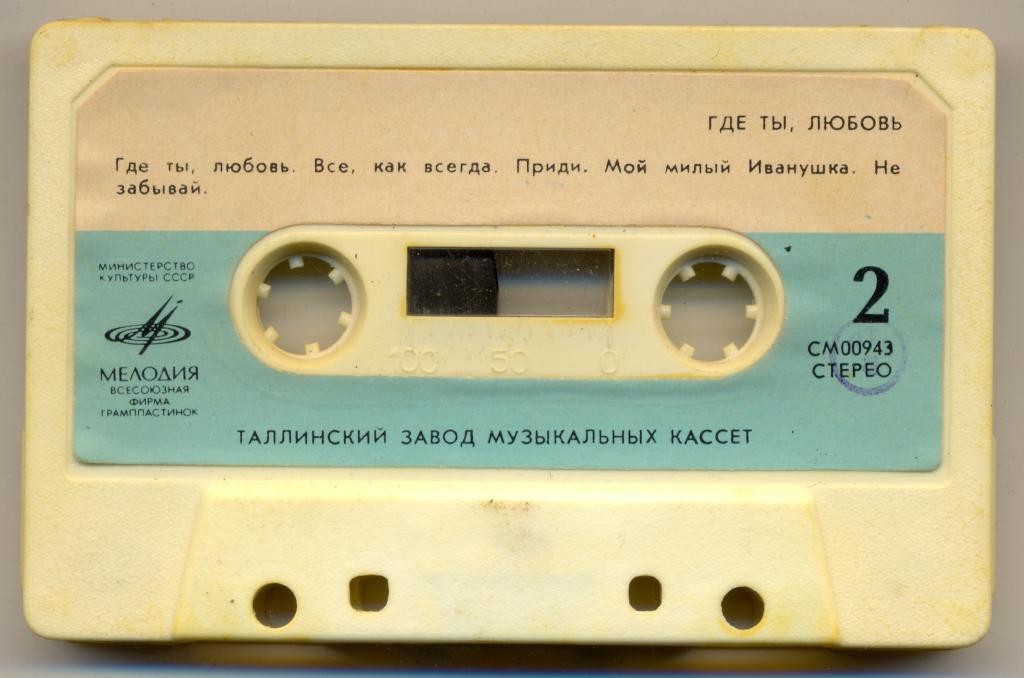 ГДЕ ТЫ, ЛЮБОВЬ
Где ты, любовь. Все, как всегда. Приди. Мой милый Иванушка. Не
забывай.
МИНИСТЕРСТВО
КУЛЬТУРЫ СССР
МЕЛОДИЯ
ВСЕСОЮЗНАЯ
ФИРМА
ГРАМПЛАСТИНОК
2
СМ00943
СТЕРЕО
100 50 0
ТАЛЛИНСКИЙ ЗАВОД МУЗЫКАЛЬНЫХ КАССЕТ